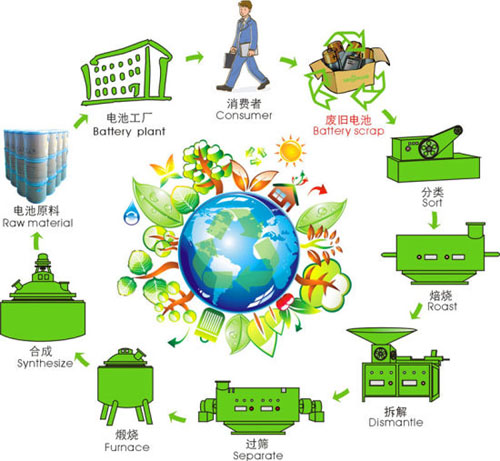 电池工厂
Battery plant
消费者
Consumer
废旧电池
Battery scrap
分类
Sort
焙烧
Roast
拆解
Dismantle
过筛
Separate
煅烧
Furnace
合成
Synthesize
电池原料
Raw material